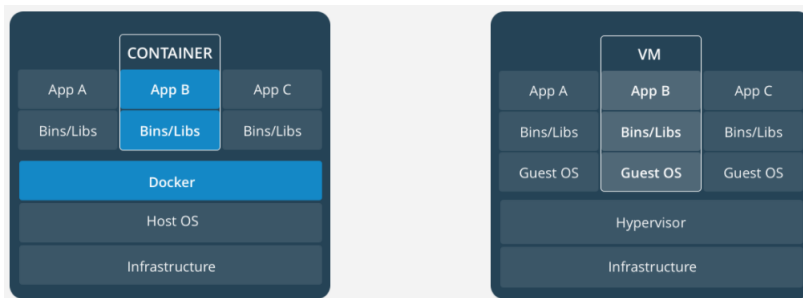 CONTAINER
App A App B App C
Bins/Libs Bins/Libs Bins/Libs
Docker
Host OS
Infrastructure
VM
App A App B App C
Bins/Libs Bins/Libs Bins/Libs
Guest OS Guest OS Guest OS
Hypervisor
Infrastructure